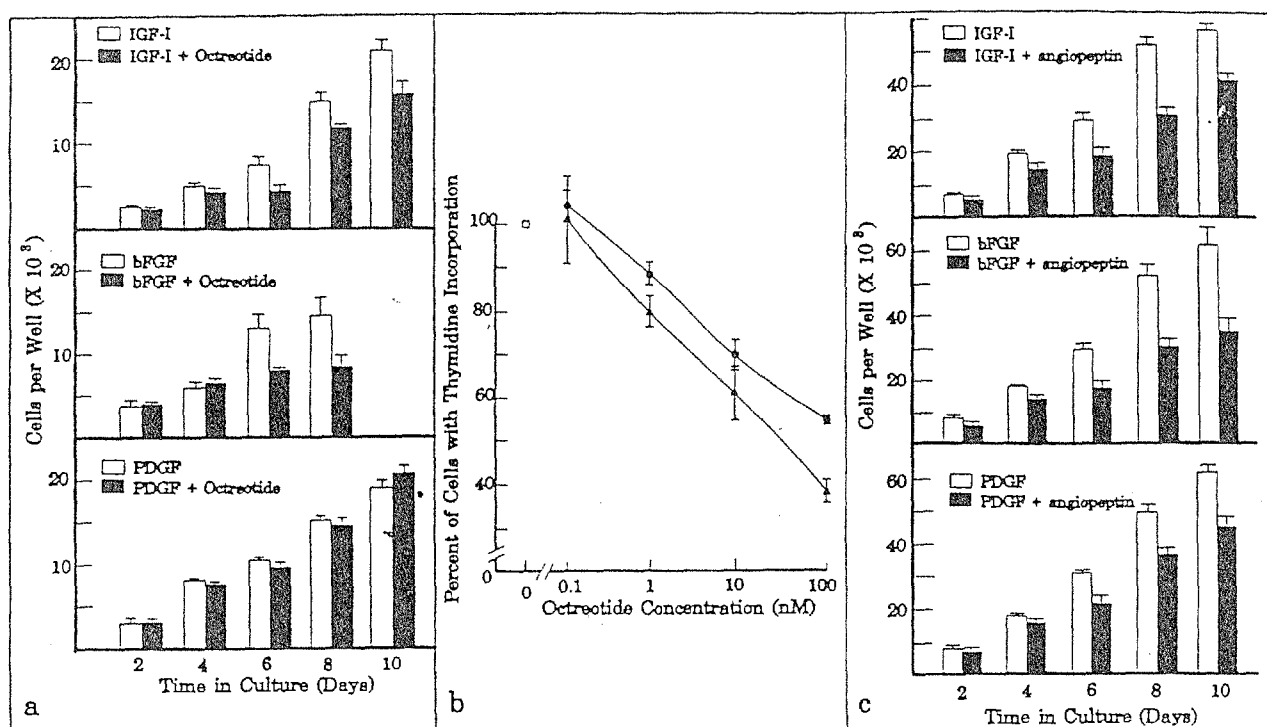 IGF-I
IGF-I + Octreotide
20
10
bFGF
bFGF + Octreotide
20
10
PDGF
PDGF + Octreotide
20
10
Cells per Well (X 10³)
2 4 6 8 10
Time in Culture (Days)
a
Percent of Cells with Thymidine Incorporation
100
80
60
40
0
0 0.1 1 10 100
Octreotide Concentration (nM)
b
IGF-I
IGF-I + angiopeptin
60
40
20
bFGF
bFGF + angiopeptin
60
40
20
PDGF
PDGF + angiopeptin
60
40
20
Cells per Well (X 10³)
2 4 6 8 10
Time in Culture (Days)
c